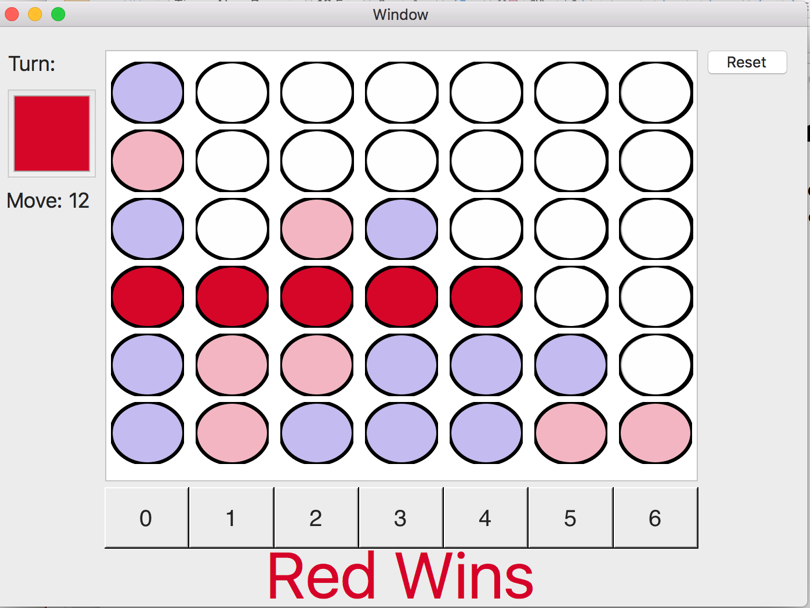 Window
Turn:
Reset
Move: 12
0 1 2 3 4 5 6
Red Wins